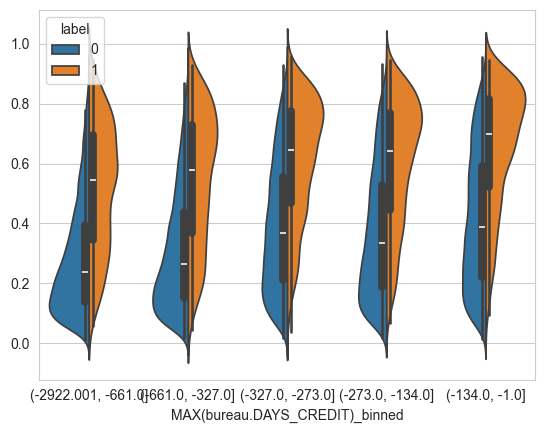 label
0
1
1.0
0.8
0.6
0.4
0.2
0.0
(-2922.001, -661.0] (-661.0, -327.0] (-327.0, -273.0] (-273.0, -134.0] (-134.0, -1.0]
MAX(bureau.DAYS_CREDIT)_binned